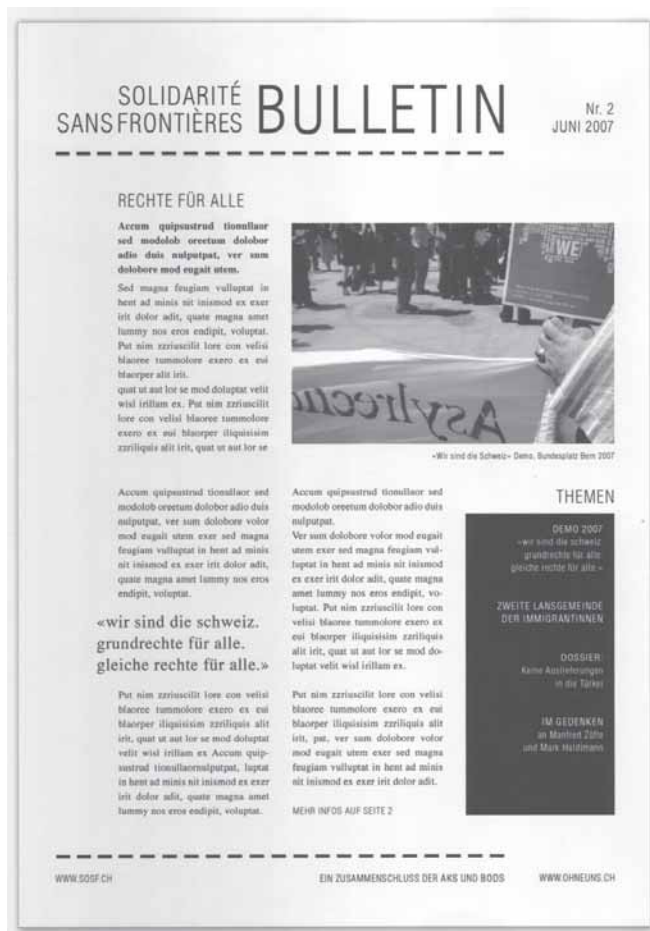 SOLIDARITÉ
SANS FRONTIÈRES
BULLETIN
Nr. 2
JUNI 2007
RECHTE FÜR ALLE
Accum quipsustrud tionullaor
sed modolob oreetum dolobor
adio duis nulputpat, ver sum
dolobore mod eugait utem.
Sed magna feugiam vulluptat in
hent ad minis nit inismod ex exer
irit dolor adit, quate magna amet
lummy nos eros endipit, voluptat.
Put nim zzriuscilit lore con velisi
blaoree tummolore exero ex eui
blaorper alit irit.
quat ut aut lor se mod doluptat velit
wisl irillam ex. Put nim zzriuscilit
lore con velisi blaoree tummolore
exero ex eui blaorper iliquisisim
zzriliquis alit irit, quat ut aut lor se
WE
Asylrecht
«Wir sind die Schweiz» Demo, Bundesplatz Bern 2007
Accum quipsustrud tionullaor sed
modolob oreetum dolobor adio duis
nulputpat, ver sum dolobore volor
mod eugait utem exer sed magna
feugiam vulluptat in hent ad minis
nit inismod ex exer irit dolor adit,
quate magna amet lummy nos eros
endipit, voluptat.
«wir sind die schweiz.
grundrechte für alle.
gleiche rechte für alle.»
Put nim zzriuscilit lore con velisi
blaoree tummolore exero ex eui
blaorper iliquisisim zzriliquis alit
irit, quat ut aut lor se mod doluptat
velit wisl irillam ex Accum quip-
sustrud tionullaornulputpat, luptat
in hent ad minis nit inismod ex exer
irit dolor adit, quate magna amet
lummy nos eros endipit, voluptat.
Accum quipsustrud tionullaor sed
modolob oreetum dolobor adio duis
nulputpat.
Ver sum dolobore volor mod eugait
utem exer sed magna feugiam vul-
luptat in hent ad minis nit inismod
ex exer irit dolor adit, quate magna
amet lummy nos eros endipit, vo-
luptat. Put nim zzriuscilit lore con
velisi blaoree tummolore exero ex
eui blaorper iliquisisim zzriliquis
alit irit, quat ut aut lor se mod do-
luptat velit wisl irillam ex.
Put nim zzriuscilit lore con velisi
blaoree tummolore exero ex eui
blaorper iliquisisim zzriliquis alit
irit, pat, ver sum dolobore volor
mod eugait utem exer sed magna
feugiam vulluptat in hent ad minis
nit inismod ex exer irit dolor adit.
MEHR INFOS AUF SEITE 2
THEMEN
DEMO 2007
«wir sind die schweiz.
grundrechte für alle.
gleiche rechte für alle.»
ZWEITE LANSGEMEINDE
DER IMMIGRANTINNEN
DOSSIER:
Keine Auslieferungen
in die Türkei
IM GEDENKEN
an Manfred Züfle
und Mark Haldimann
WWW.SOSF.CH
EIN ZUSAMMENSCHLUSS DER AKS UND BODS
WWW.OHNEUNS.CH